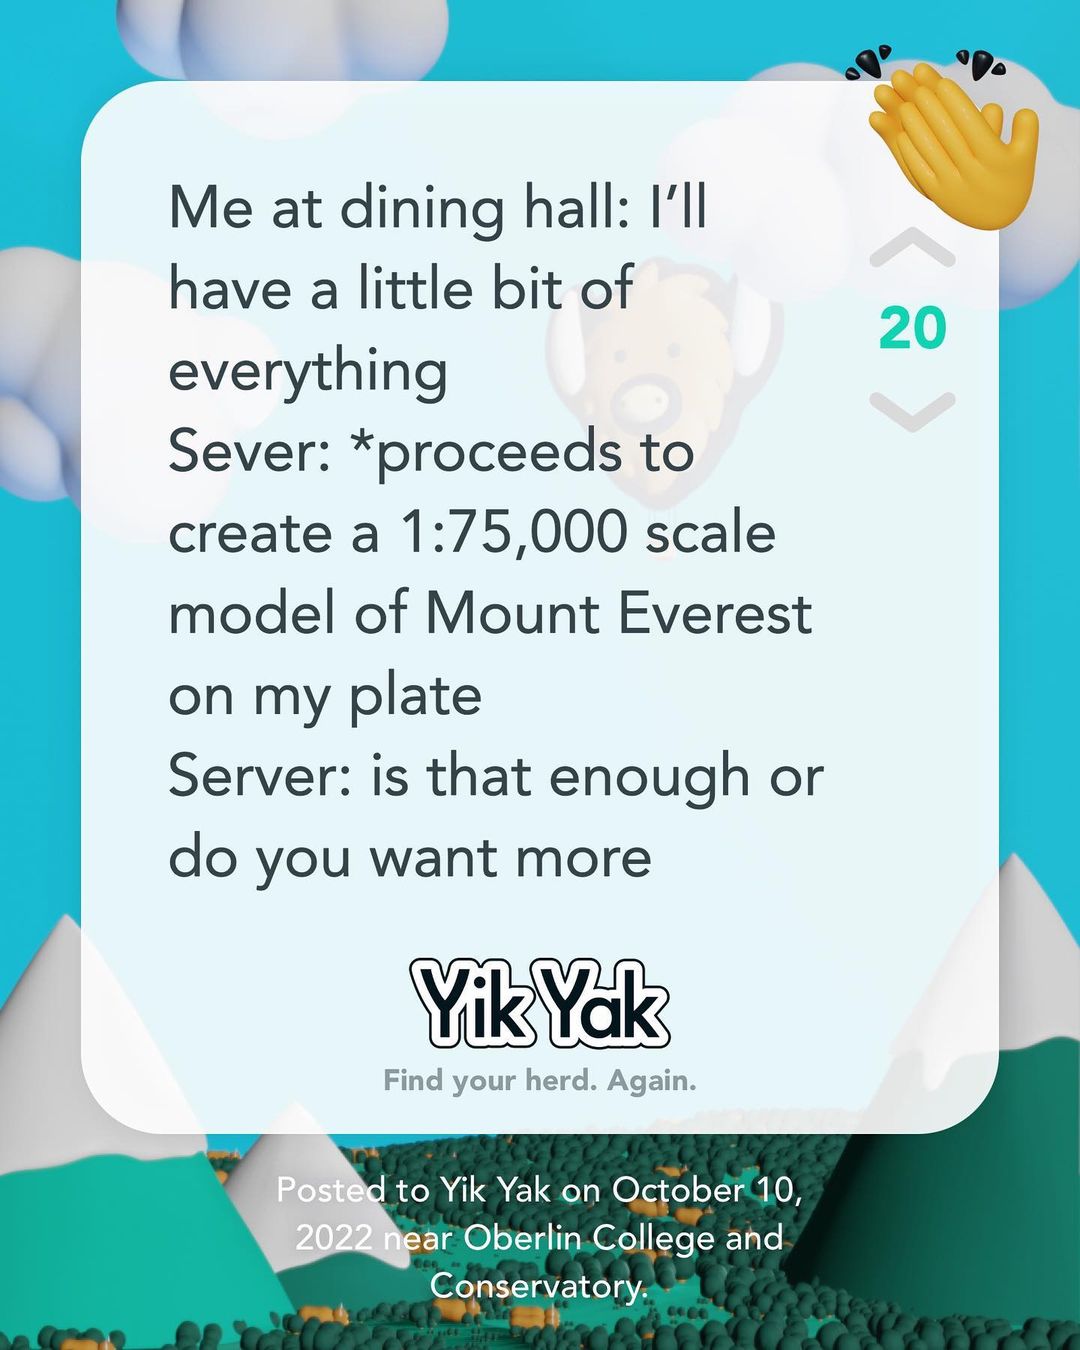 Me at dining hall: I’ll
have a little bit of
everything
Sever: *proceeds to
create a 1:75,000 scale
model of Mount Everest
on my plate
Server: is that enough or
do you want more
20
Yik Yak
Find your herd. Again.
Posted to Yik Yak on October 10,
2022 near Oberlin College and
Conservatory.